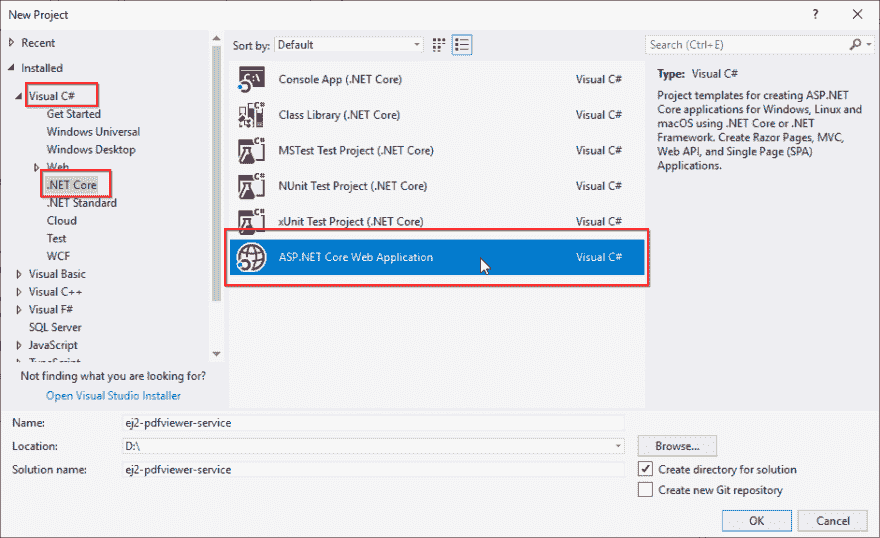 New Project
?
Recent
Installed
Visual C#
Get Started
Windows Universal
Windows Desktop
Web
.NET Core
.NET Standard
Cloud
Test
WCF
Visual Basic
Visual C++
Visual F#
SQL Server
JavaScript
TypeScript
Not finding what you are looking for?
Open Visual Studio Installer
Sort by: Default
Console App (.NET Core) Visual C#
Class Library (.NET Core) Visual C#
MSTest Test Project (.NET Core) Visual C#
NUnit Test Project (.NET Core) Visual C#
xUnit Test Project (.NET Core) Visual C#
ASP.NET Core Web Application Visual C#
Search (Ctrl+E)
Type: Visual C#
Project templates for creating ASP.NET
Core applications for Windows, Linux and
macOS using .NET Core or .NET
Framework. Create Razor Pages, MVC,
Web API, and Single Page (SPA)
Applications.
Name: ej2-pdfviewer-service
Location: D:\
Solution name: ej2-pdfviewer-service
Browse...
Create directory for solution
Create new Git repository
OK
Cancel